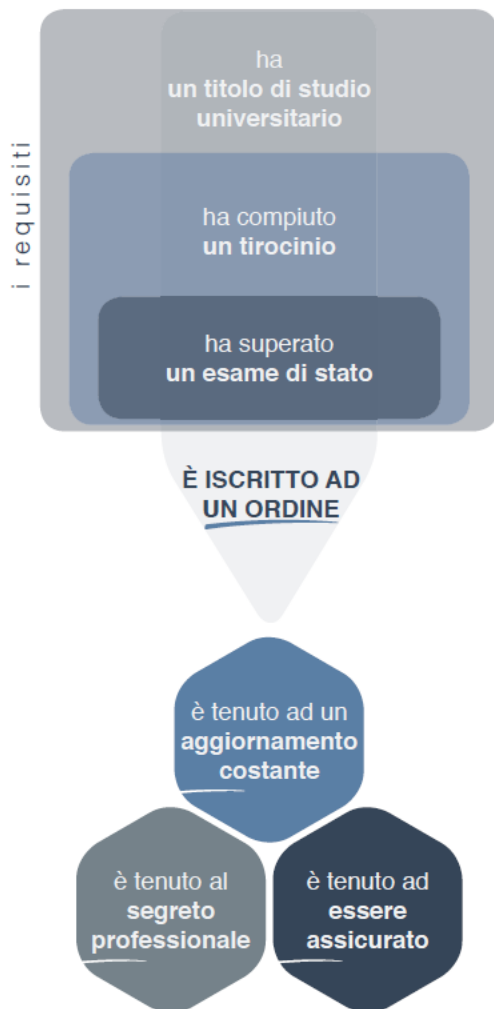 i requisiti
ha
un titolo di studio
universitario
ha compiuto
un tirocinio
ha superato
un esame di stato
È ISCRITTO AD
UN ORDINE
è tenuto ad un
aggiornamento
costante
è tenuto al
segreto
professionale
è tenuto ad
essere
assicurato